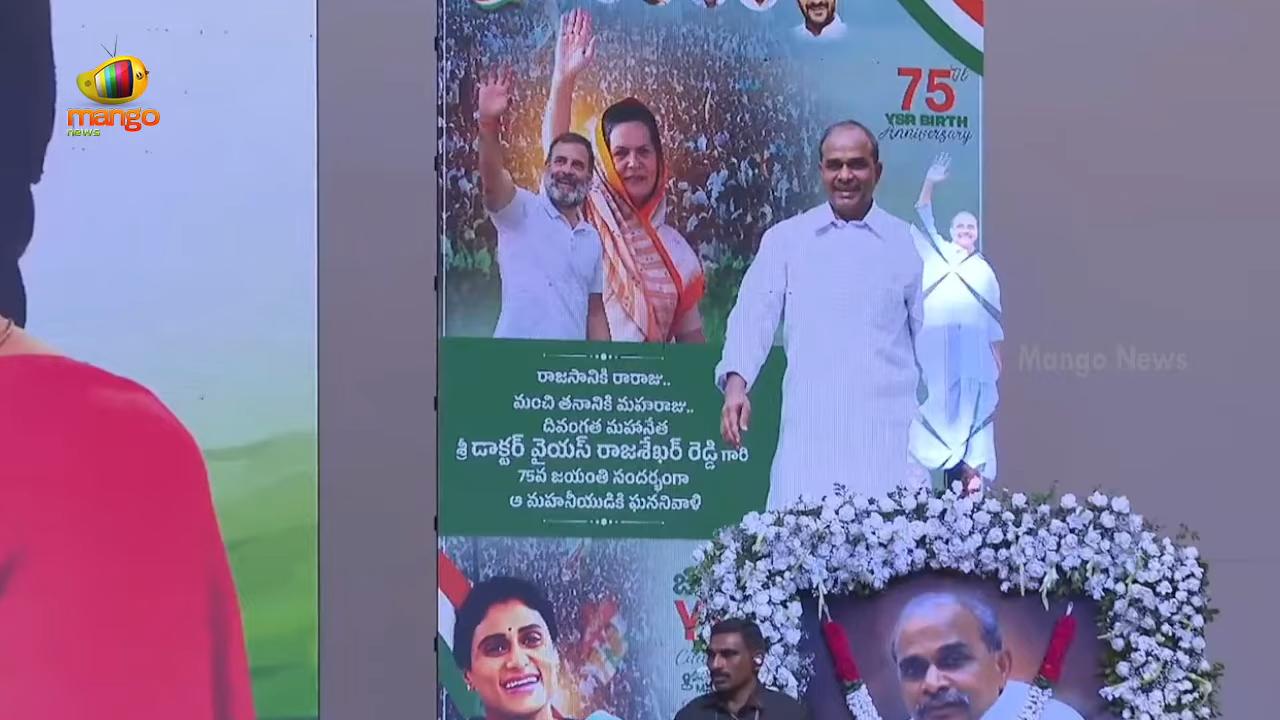 mango
news
75th
YSR BIRTH
Anniversary
Mango News
రాజసానికి రారాజు..
మంచి తనానికి మహరాజు..
దివంగత మహానేత
శ్రీ డాక్టర్ వైయస్ రాజశేఖర్ రెడ్డి గారి
75వ జయంతి సందర్భంగా
ఆ మహనీయుడికి ఘననివాళి